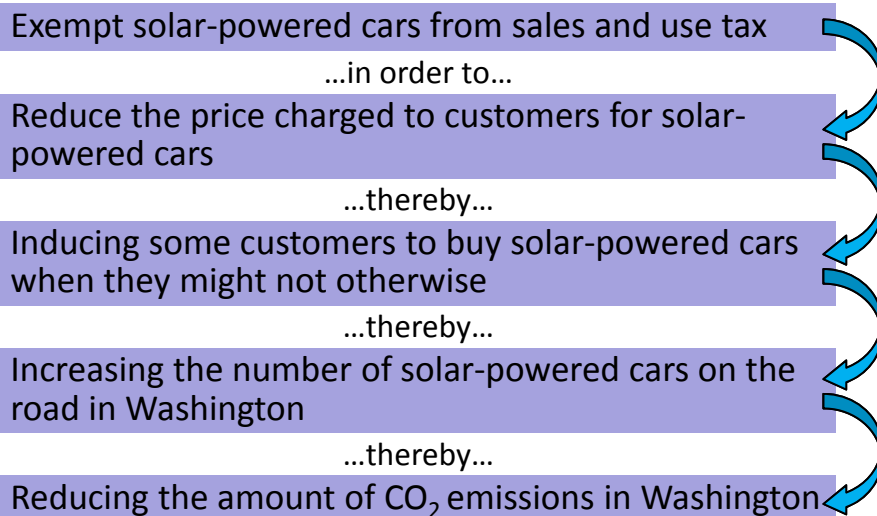 Exempt solar-powered cars from sales and use tax
…in order to…
Reduce the price charged to customers for solar-
powered cars
…thereby…
Inducing some customers to buy solar-powered cars
when they might not otherwise
…thereby…
Increasing the number of solar-powered cars on the
road in Washington
…thereby…
Reducing the amount of CO₂ emissions in Washington